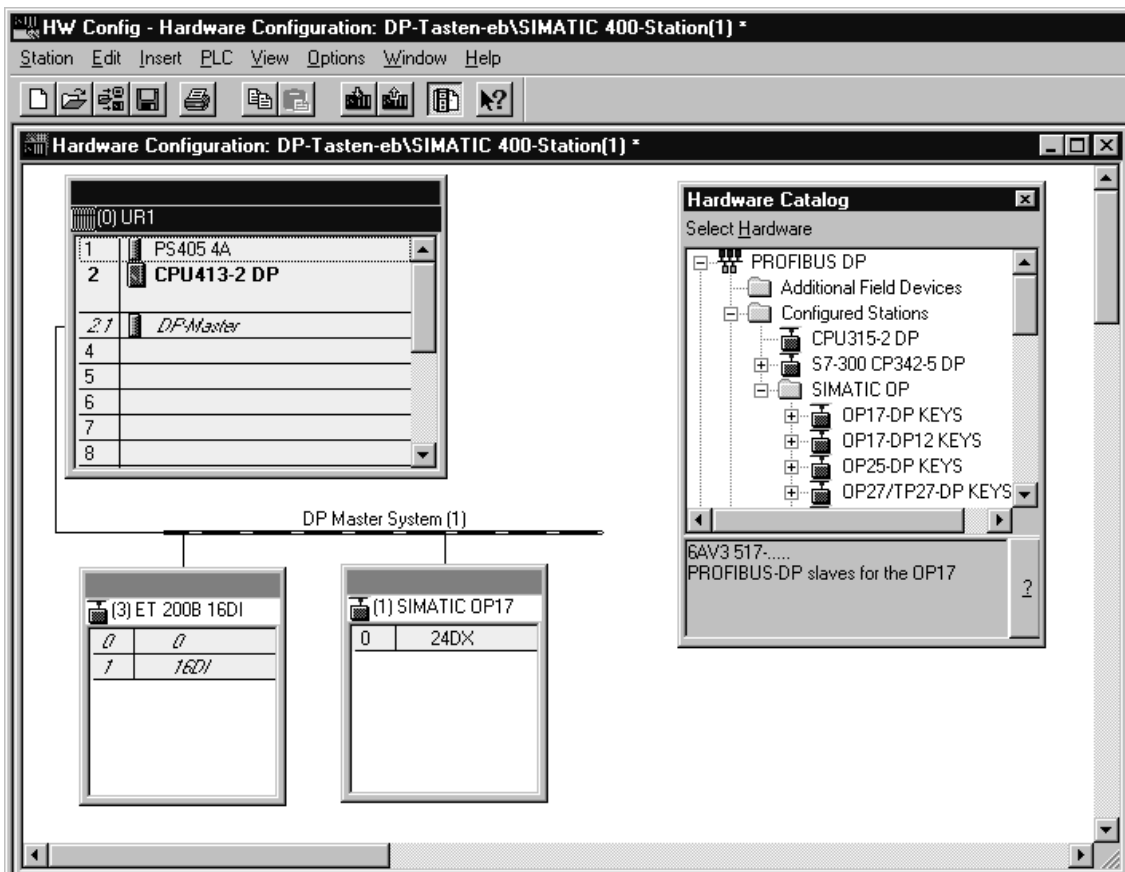 HW Config - Hardware Configuration: DP-Tasten-eb\SIMATIC 400-Station(1) *
Station Edit Insert PLC View Options Window Help
Hardware Configuration: DP-Tasten-eb\SIMATIC 400-Station(1) *
(0) UR1
1 PS405 4A
2 CPU413-2 DP
2.1 DP-Master
4
5
6
7
8
DP Master System (1)
(3) ET 200B 16DI
0 0
1 16DI
(1) SIMATIC OP17
0 24DX
Hardware Catalog
Select Hardware
PROFIBUS DP
Additional Field Devices
Configured Stations
CPU315-2 DP
S7-300 CP342-5 DP
SIMATIC OP
OP17-DP KEYS
OP17-DP12 KEYS
OP25-DP KEYS
OP27/TP27-DP KEYS
6AV3 517-.....
PROFIBUS-DP slaves for the OP17
?